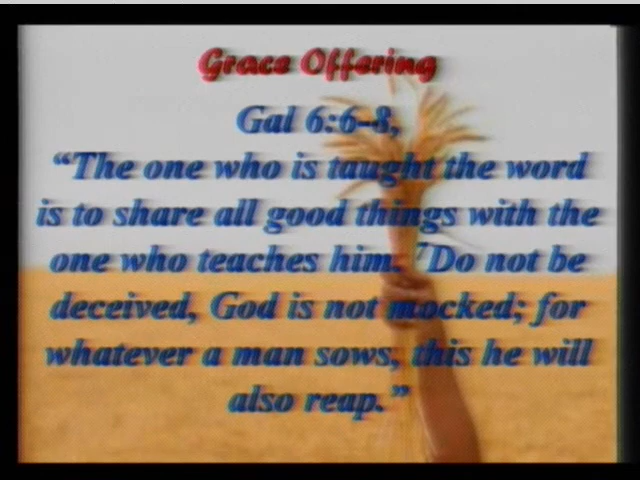 Grace Offering
Gal 6:6-8,
“The one who is taught the word
is to share all good things with the
one who teaches him. 7Do not be
deceived, God is not mocked; for
whatever a man sows, this he will
also reap.”